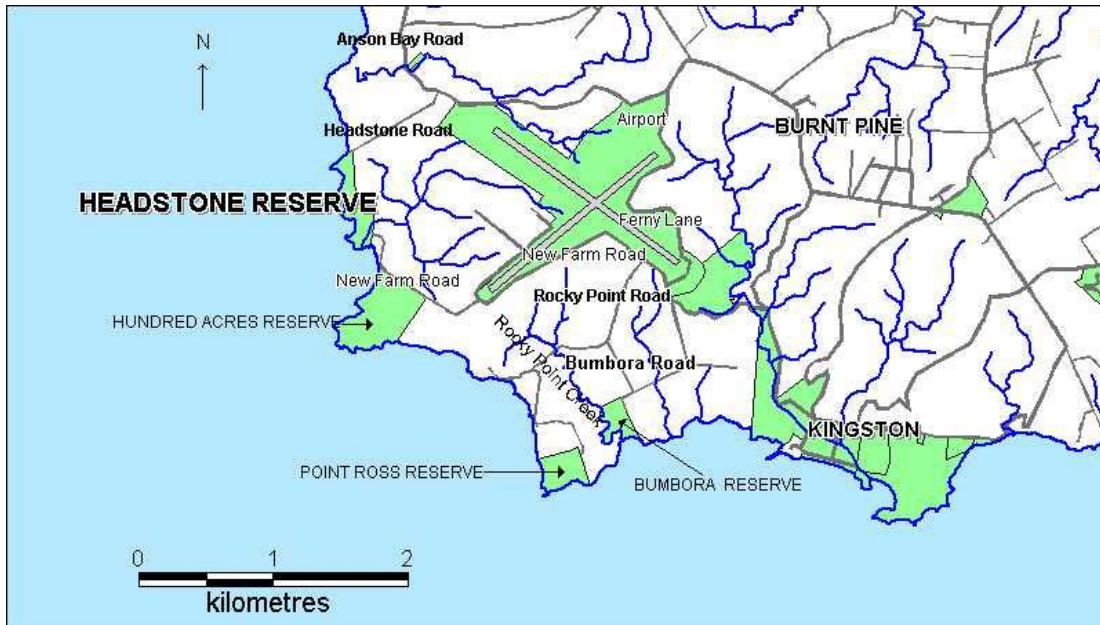 Anson Bay Road
N
Airport
BURNT PINE
Headstone Road
HEADSTONE RESERVE
Ferny Lane
New Farm Road
New Farm Road
Rocky Point Road
HUNDRED ACRES RESERVE
Rocky Point Creek
Bumbora Road
KINGSTON
POINT ROSS RESERVE
BUMBORA RESERVE
0 1 2
kilometres